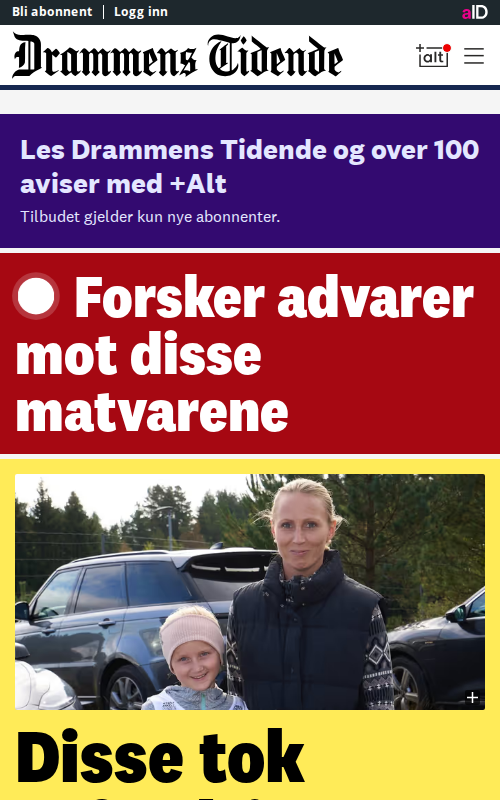 Bli abonnent | Logg inn
aID
Drammens Tidende
+alt
Les Drammens Tidende og over 100
aviser med +Alt
Tilbudet gjelder kun nye abonnenter.
Forsker advarer
mot disse
matvarene
Disse tok